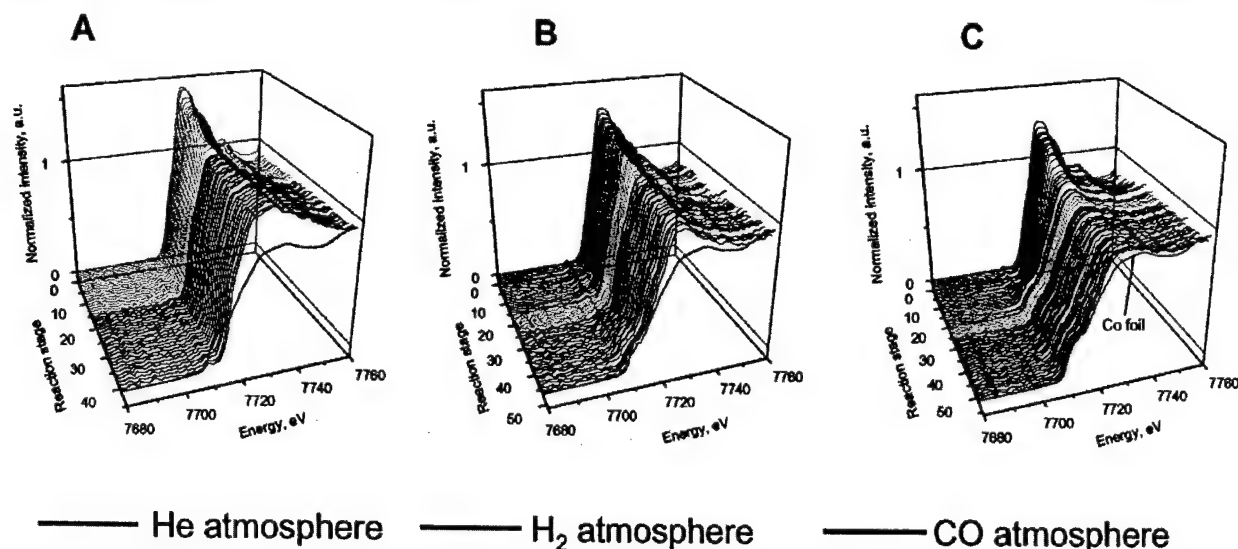 A
B
C
Normalized intensity, a.u.
1
0
0
10
20
30
40
Reaction stage
7680
7700
7720
7740
7760
Energy, eV
Normalized intensity, a.u.
1
0
0
10
20
30
40
50
Reaction stage
7680
7700
7720
7740
7760
Energy, eV
Normalized intensity, a.u.
1
0
0
10
20
30
40
50
Reaction stage
7680
7700
7720
7740
7760
Energy, eV
Co foil
He atmosphere
H₂ atmosphere
CO atmosphere